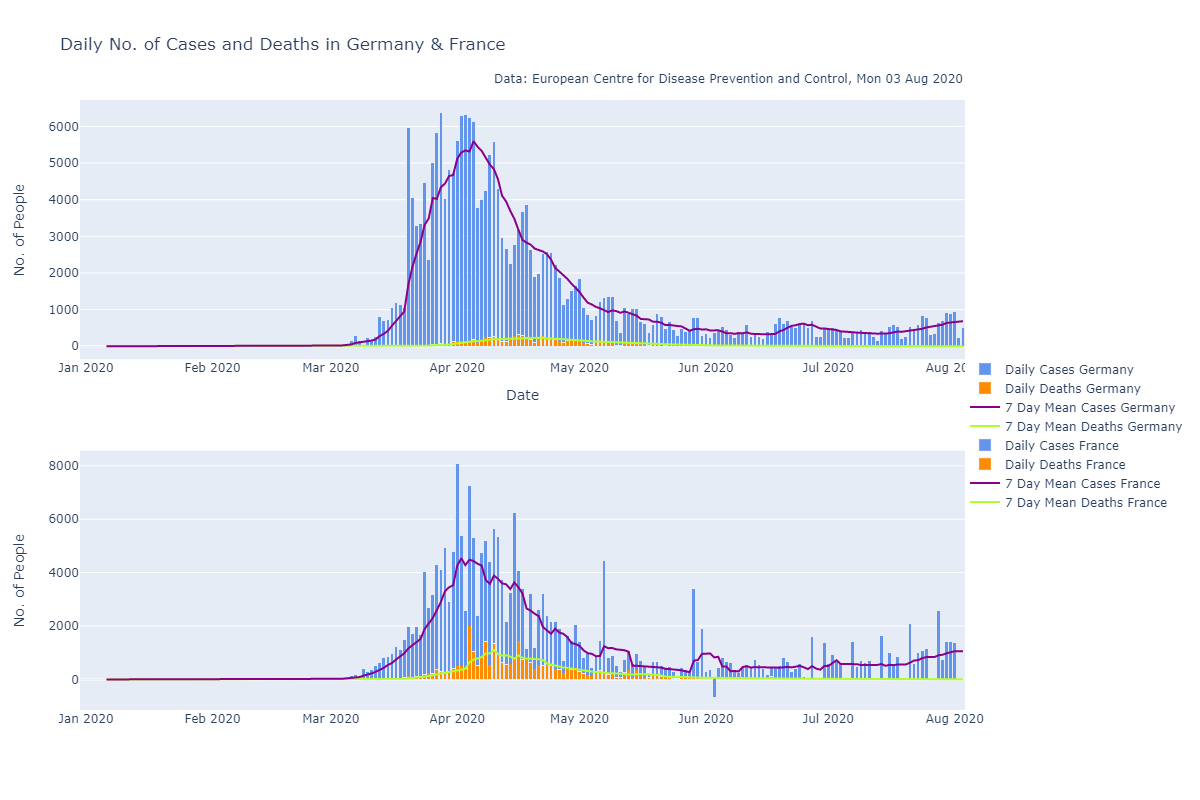 Daily No. of Cases and Deaths in Germany & France
Data: European Centre for Disease Prevention and Control, Mon 03 Aug 2020
No. of People
6000
5000
4000
3000
2000
1000
0
Jan 2020 Feb 2020 Mar 2020 Apr 2020 May 2020 Jun 2020 Jul 2020 Aug 20
Date
Daily Cases Germany
Daily Deaths Germany
7 Day Mean Cases Germany
7 Day Mean Deaths Germany
Daily Cases France
Daily Deaths France
7 Day Mean Cases France
7 Day Mean Deaths France
No. of People
8000
6000
4000
2000
0
Jan 2020 Feb 2020 Mar 2020 Apr 2020 May 2020 Jun 2020 Jul 2020 Aug 2020